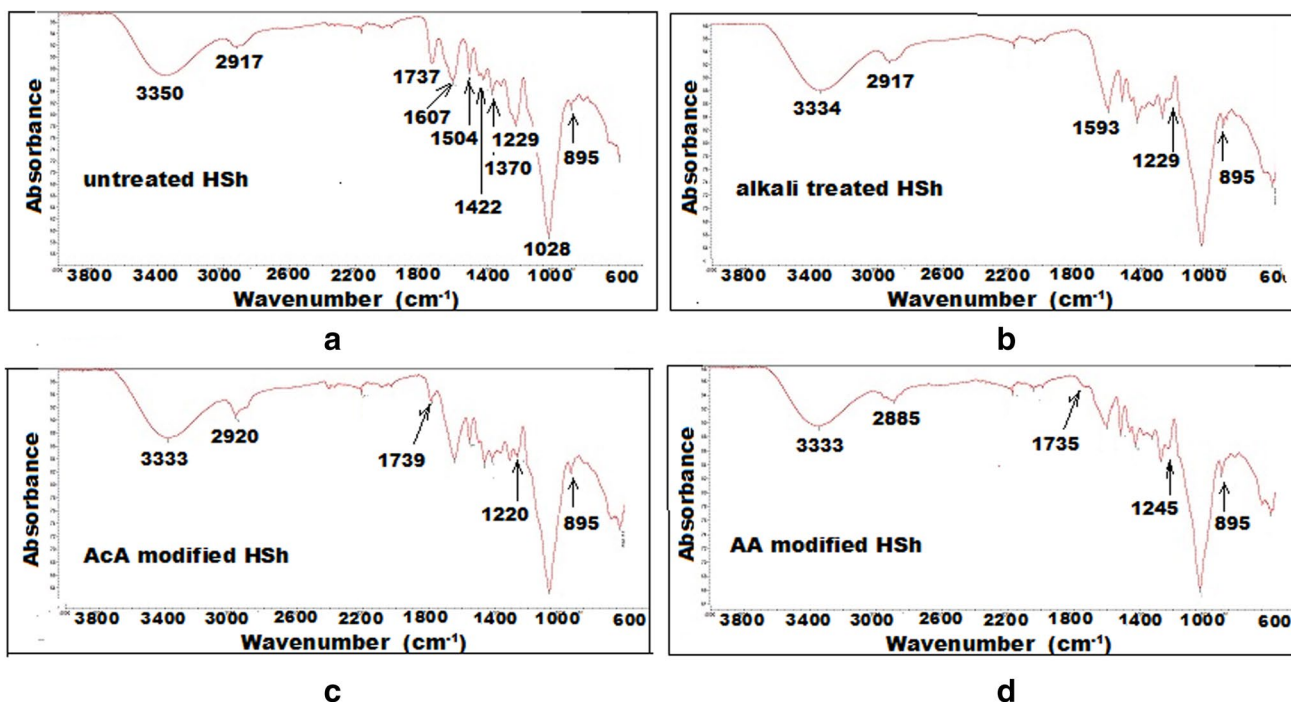 Absorbance
3350
2917
1737
1607
1504
1422
1370
1229
1028
895
untreated HSh
3800 3400 3000 2600 2200 1800 1400 1000 600
Wavenumber (cm-1)
a
Absorbance
3334
2917
1593
1229
895
alkali treated HSh
3800 3400 3000 2600 2200 1800 1400 1000 600
Wavenumber (cm-1)
b
Absorbance
3333
2920
1739
1220
895
AcA modified HSh
3800 3400 3000 2600 2200 1800 1400 1000 600
Wavenumber (cm-1)
c
Absorbance
3333
2885
1735
1245
895
AA modified HSh
3800 3400 3000 2600 2200 1800 1400 1000 600
Wavenumber (cm-1)
d